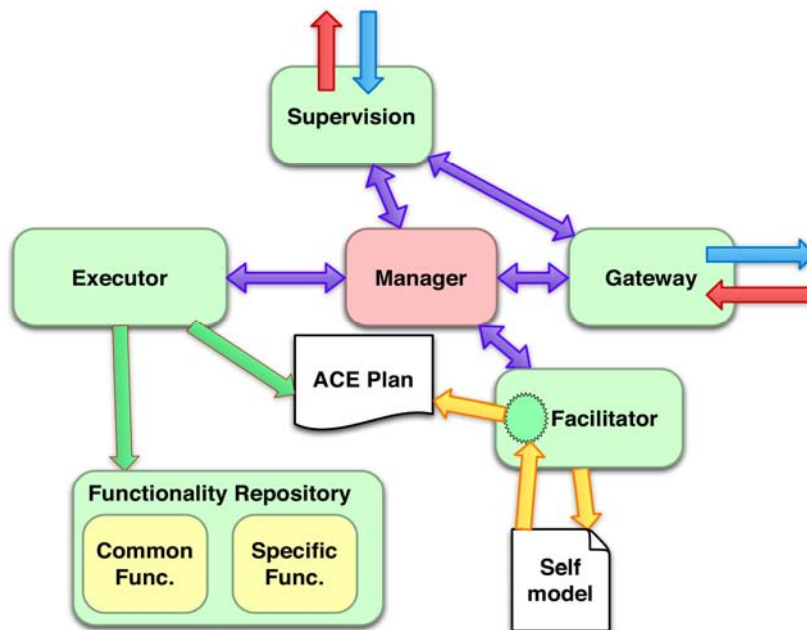 Supervision
Executor
Manager
Gateway
ACE Plan
Facilitator
Functionality Repository
Common
Func.
Specific
Func.
Self
model